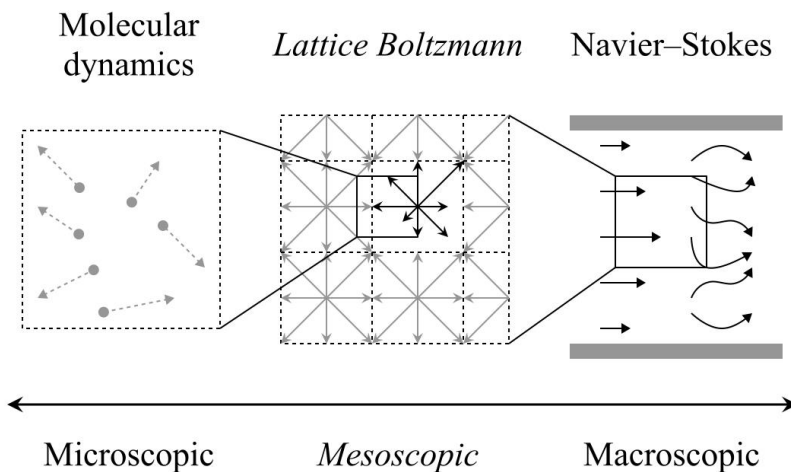 Molecular
dynamics
Lattice Boltzmann
Navier–Stokes
Microscopic
Mesoscopic
Macroscopic